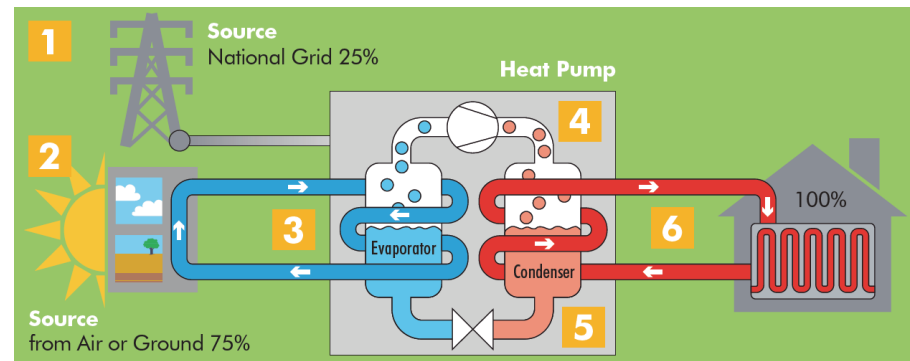 1
Source
National Grid 25%
Heat Pump
4
2
3
Evaporator
Condenser
6
100%
5
Source
from Air or Ground 75%